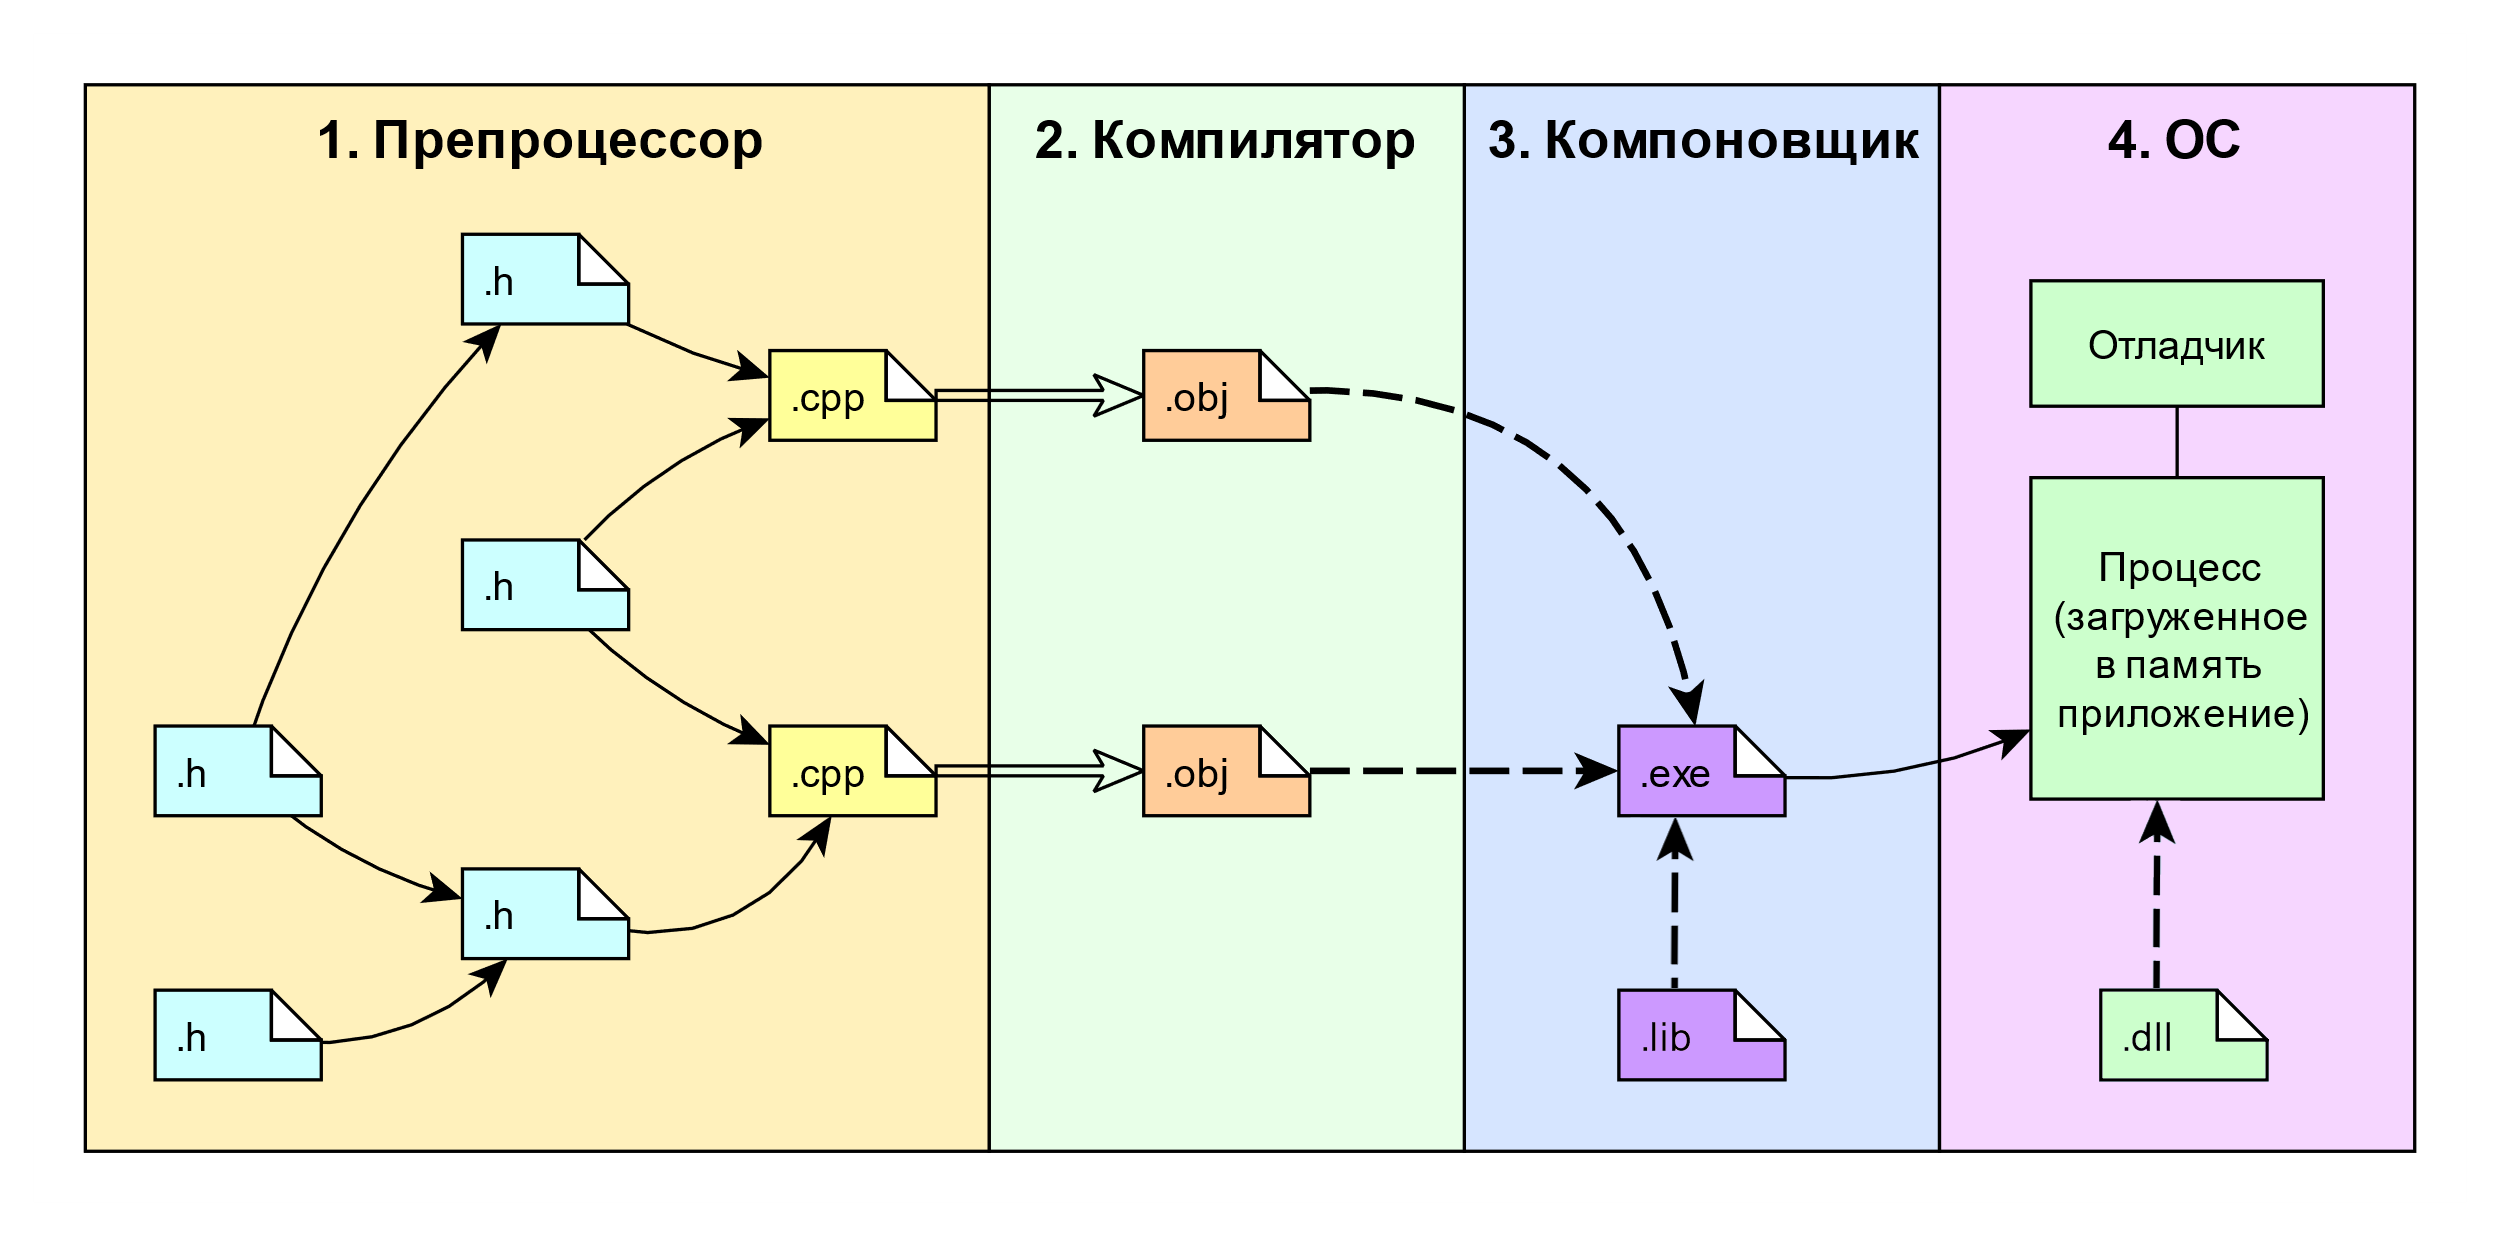 1. Препроцессор
.h
.cpp
.h
.h
.cpp
.h
.h
2. Компилятор
.obj
.obj
3. Компоновщик
.exe
.lib
4. ОС
Отладчик
Процесс
(загруженное
в память
приложение)
.dll